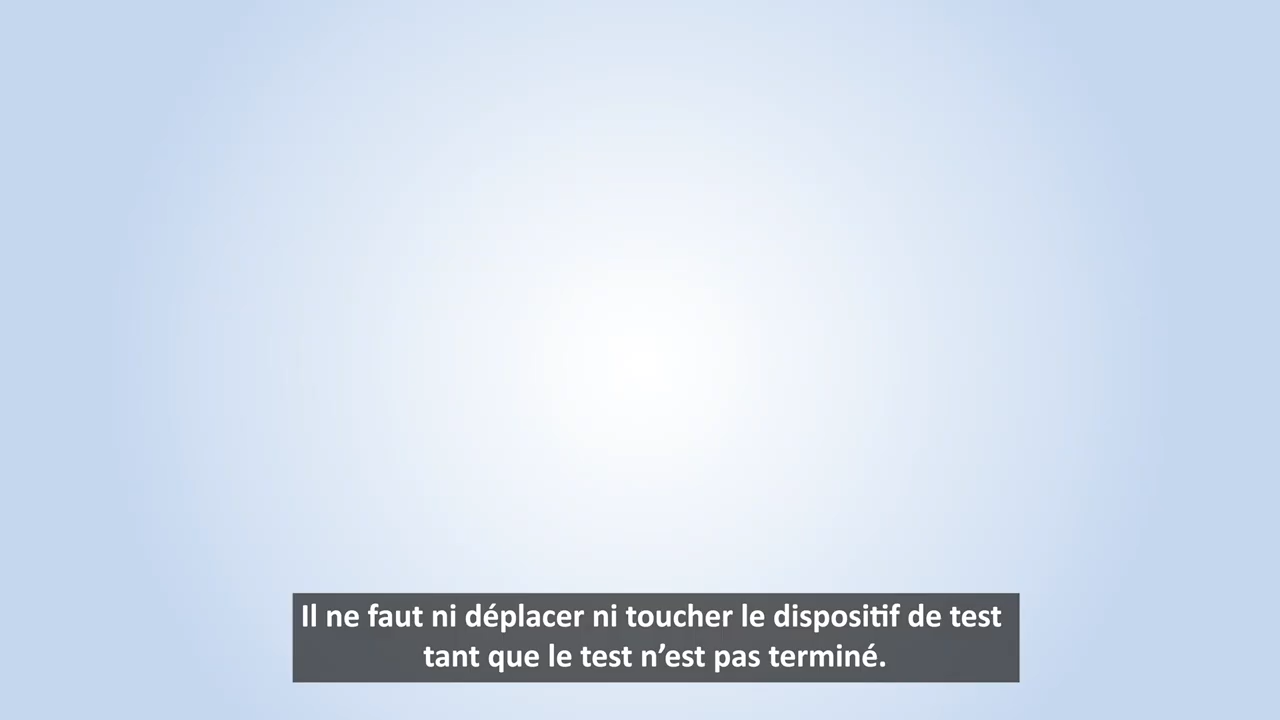 Il ne faut ni déplacer ni toucher le dispositif de test
tant que le test n’est pas terminé.